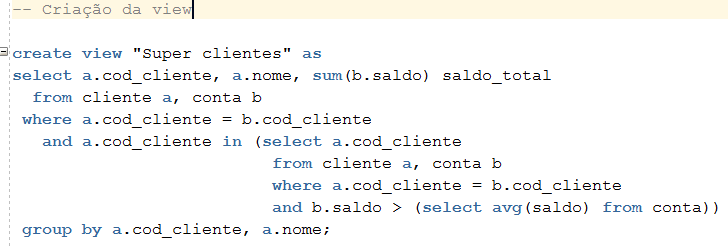 -- Criação da view
create view "Super clientes" as
select a.cod_cliente, a.nome, sum(b.saldo) saldo_total
from cliente a, conta b
where a.cod_cliente = b.cod_cliente
and a.cod_cliente in (select a.cod_cliente
from cliente a, conta b
where a.cod_cliente = b.cod_cliente
and b.saldo > (select avg(saldo) from conta))
group by a.cod_cliente, a.nome;